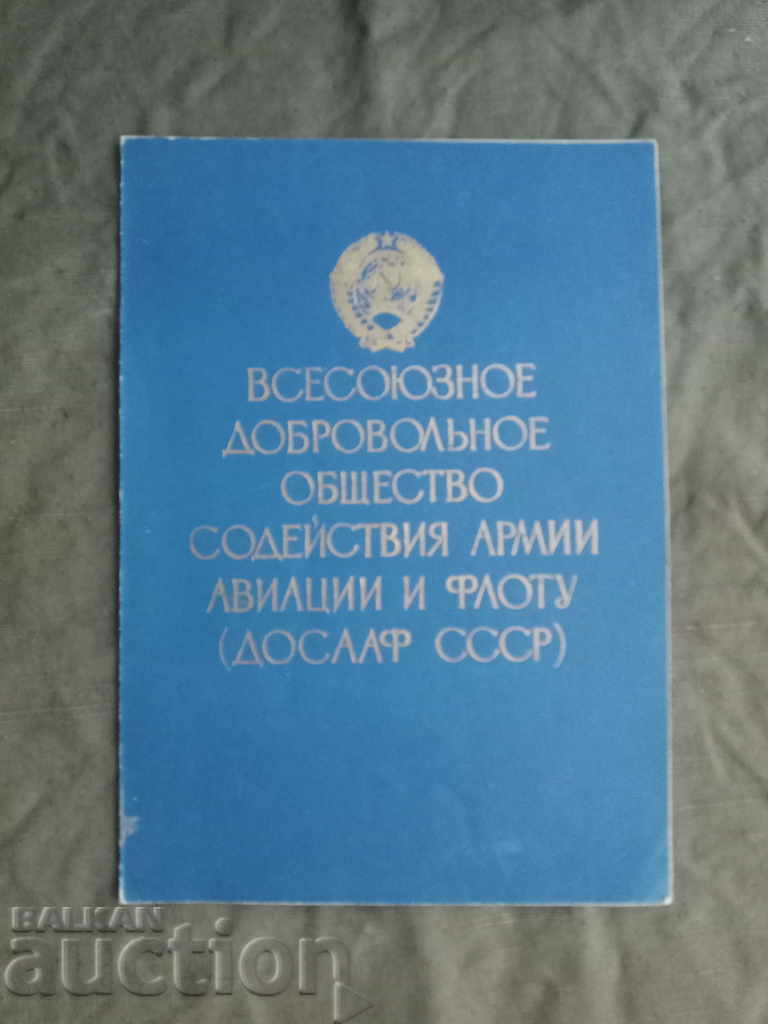 ВСЕСОЮЗНОЕ
ДОБРОВОЛЬНОЕ
ОБЩЕСТВО
СОДЕЙСТВИЯ АРМИИ
АВИАЦИИ И ФЛОТУ
(ДОСААФ СССР)
BALKAN
auction